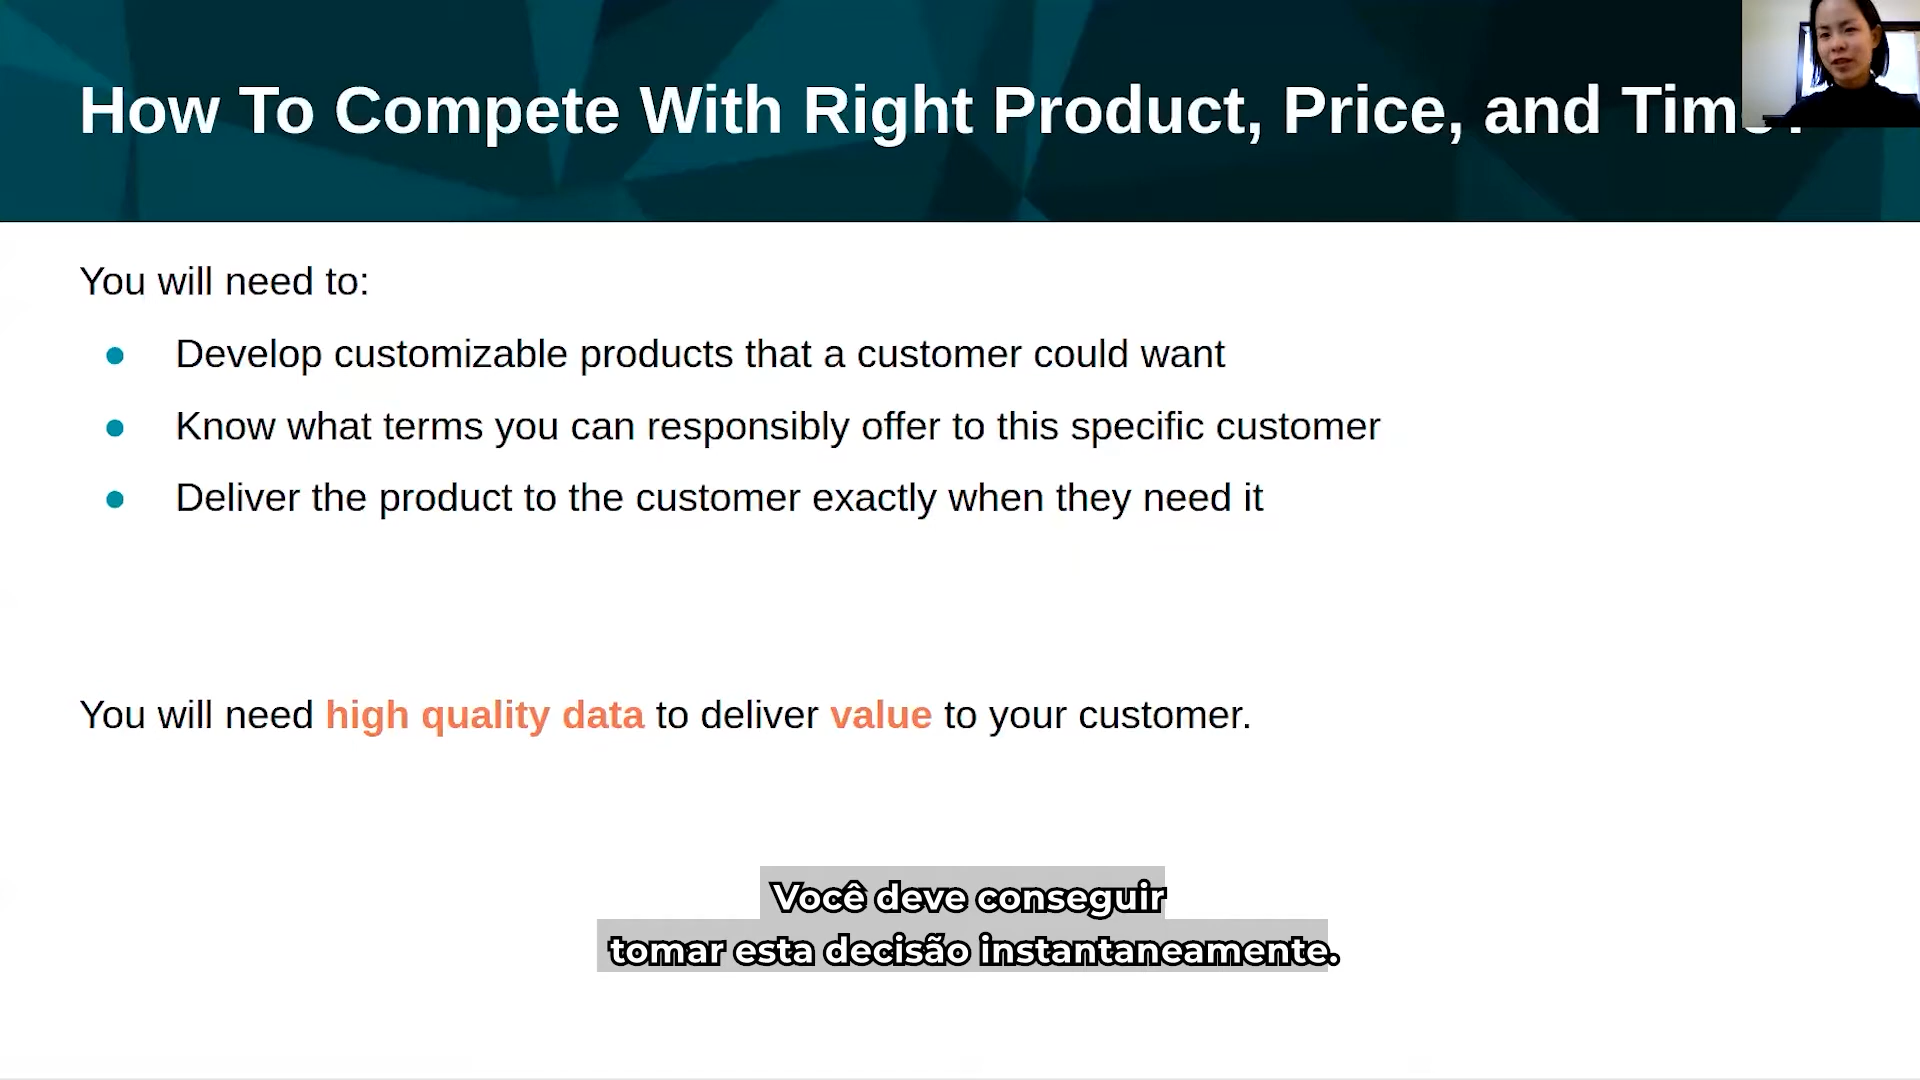 How To Compete With Right Product, Price, and
You will need to:
● Develop customizable products that a customer could want
● Know what terms you can responsibly offer to this specific customer
● Deliver the product to the customer exactly when they need it
You will need high quality data to deliver value to your customer.
Você deve conseguir
tomar esta decisão instantaneamente.